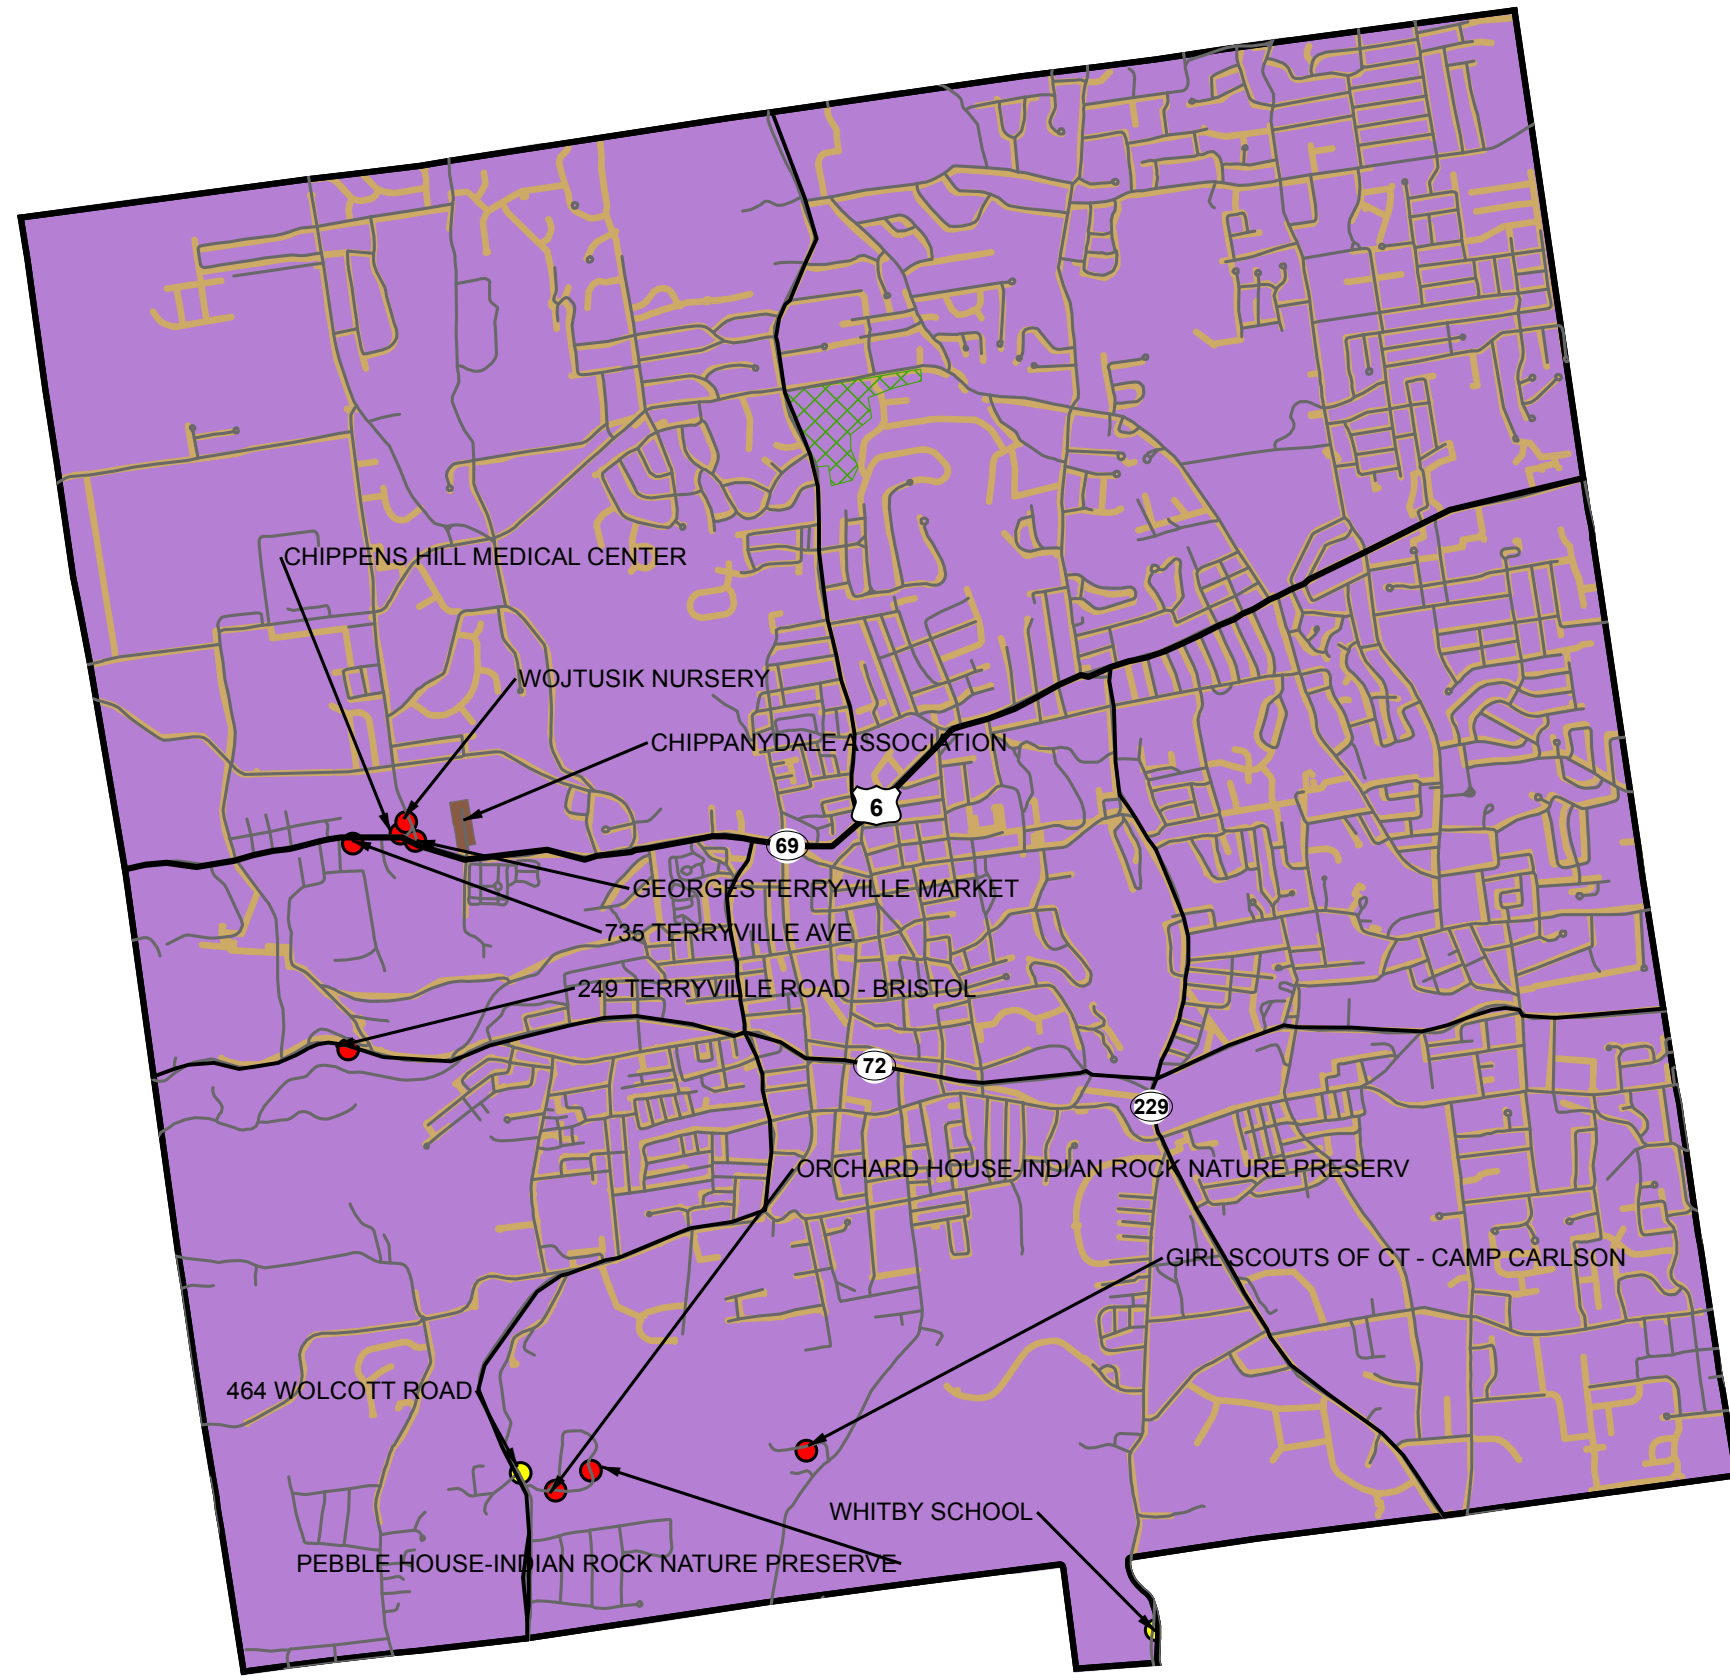 CHIPPENS HILL MEDICAL CENTER
WOJTUSIK NURSERY
CHIPPANYDALE ASSOCIATION
6
69
GEORGES TERRYVILLE MARKET
735 TERRYVILLE AVE
249 TERRYVILLE ROAD - BRISTOL
72
229
ORCHARD HOUSE-INDIAN ROCK NATURE PRESERV
GIRL SCOUTS OF CT - CAMP CARLSON
464 WOLCOTT ROAD
WHITBY SCHOOL
PEBBLE HOUSE-INDIAN ROCK NATURE PRESERVE